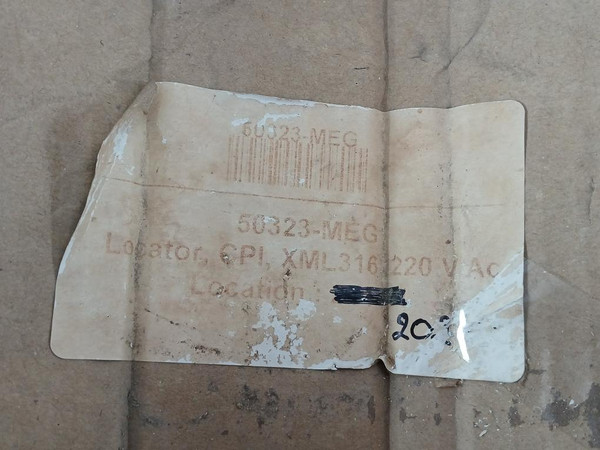 50323-MEG
50323-MEG
Locator, CPI, XML316 220 V Ac
Location